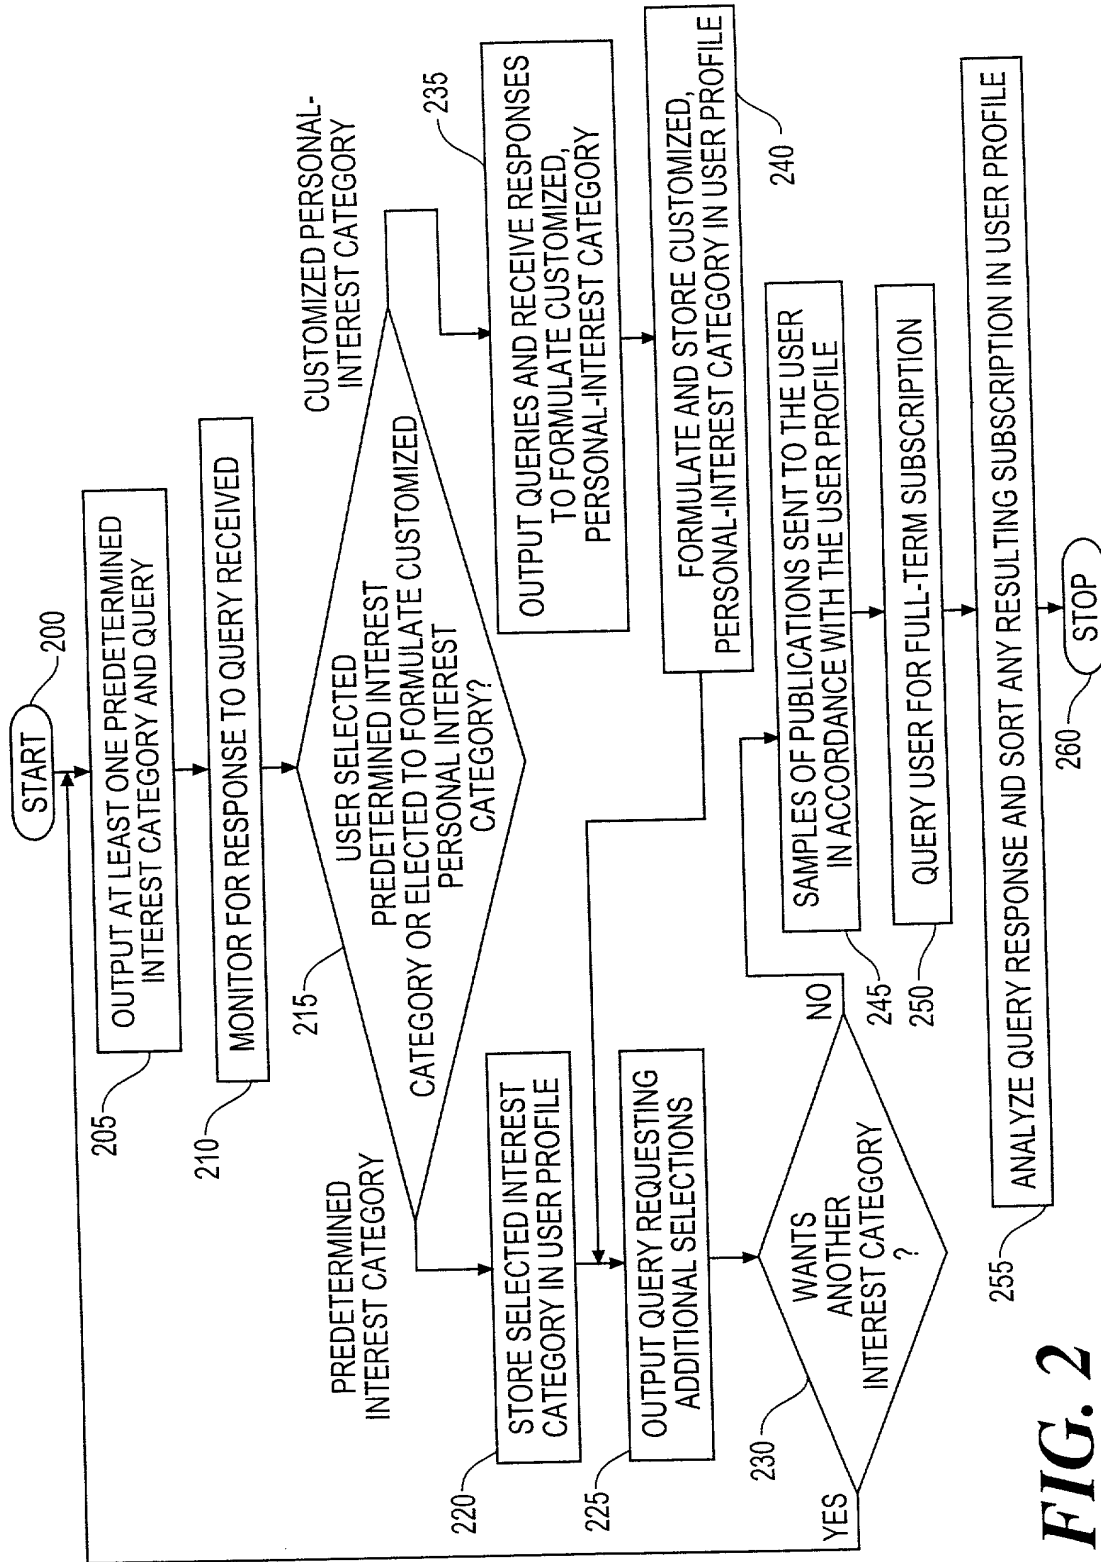 START
200
OUTPUT AT LEAST ONE PREDETERMINED
INTEREST CATEGORY AND QUERY
205
MONITOR FOR RESPONSE TO QUERY RECEIVED
210
USER SELECTED
PREDETERMINED INTEREST
CATEGORY OR ELECTED TO FORMULATE CUSTOMIZED
PERSONAL INTEREST
CATEGORY?
215
PREDETERMINED
INTEREST CATEGORY
CUSTOMIZED PERSONAL-
INTEREST CATEGORY
STORE SELECTED INTEREST
CATEGORY IN USER PROFILE
220
OUTPUT QUERY REQUESTING
ADDITIONAL SELECTIONS
225
WANTS
ANOTHER
INTEREST CATEGORY
?
230
YES
NO
OUTPUT QUERIES AND RECEIVE RESPONSES
TO FORMULATE CUSTOMIZED,
PERSONAL-INTEREST CATEGORY
235
FORMULATE AND STORE CUSTOMIZED,
PERSONAL-INTEREST CATEGORY IN USER PROFILE
240
SAMPLES OF PUBLICATIONS SENT TO THE USER
IN ACCORDANCE WITH THE USER PROFILE
245
QUERY USER FOR FULL-TERM SUBSCRIPTION
250
ANALYZE QUERY RESPONSE AND SORT ANY RESULTING SUBSCRIPTION IN USER PROFILE
255
STOP
260
FIG. 2